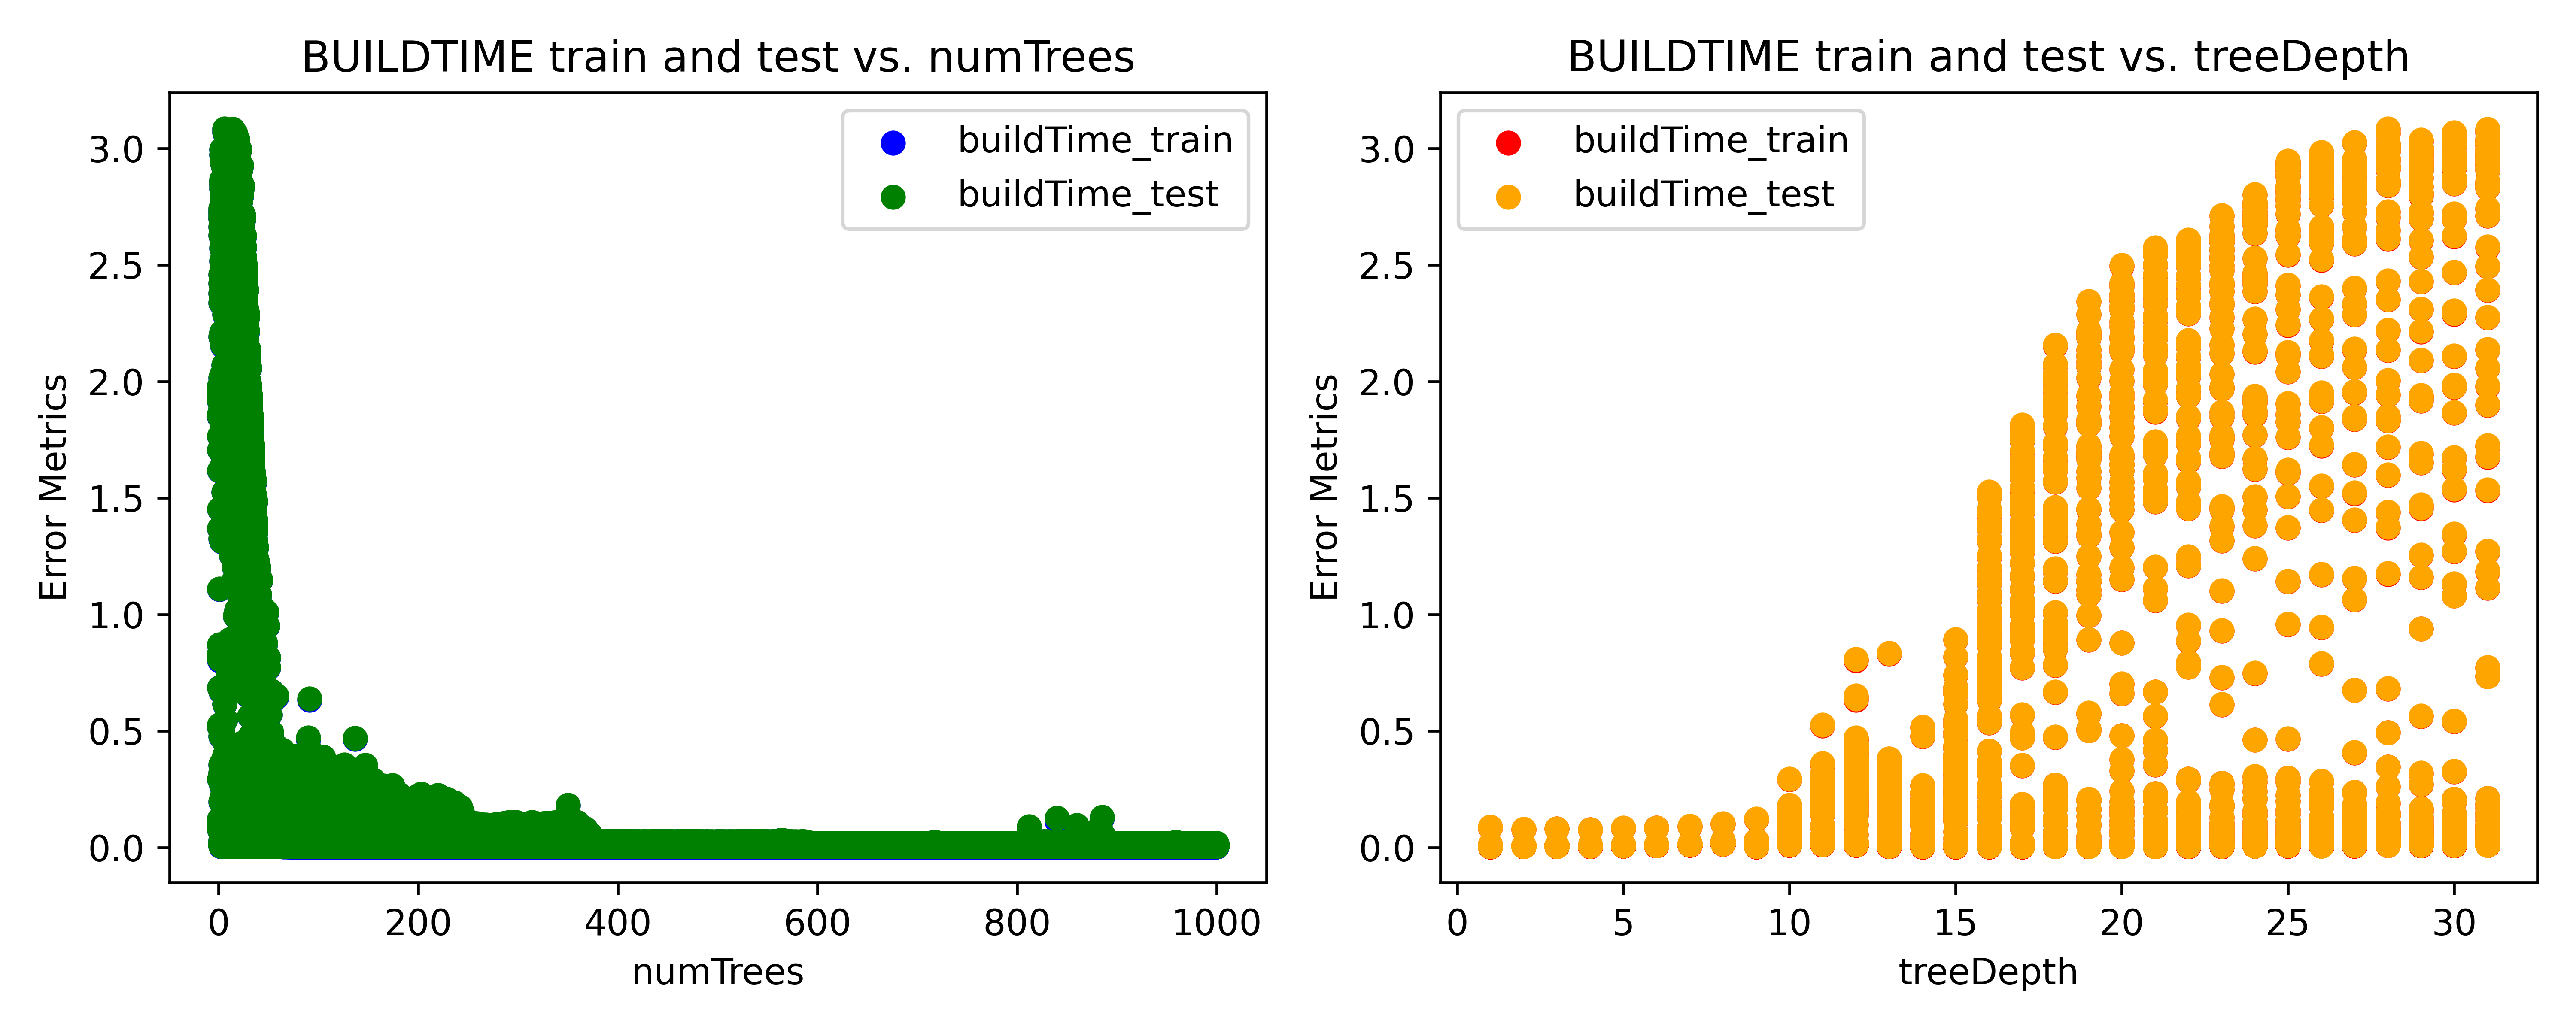 BUILDTIME train and test vs. numTrees
buildTime_train
buildTime_test
3.0
2.5
2.0
1.5
1.0
0.5
0.0
Error Metrics
0 200 400 600 800 1000
numTrees
BUILDTIME train and test vs. treeDepth
buildTime_train
buildTime_test
3.0
2.5
2.0
1.5
1.0
0.5
0.0
Error Metrics
0 5 10 15 20 25 30
treeDepth